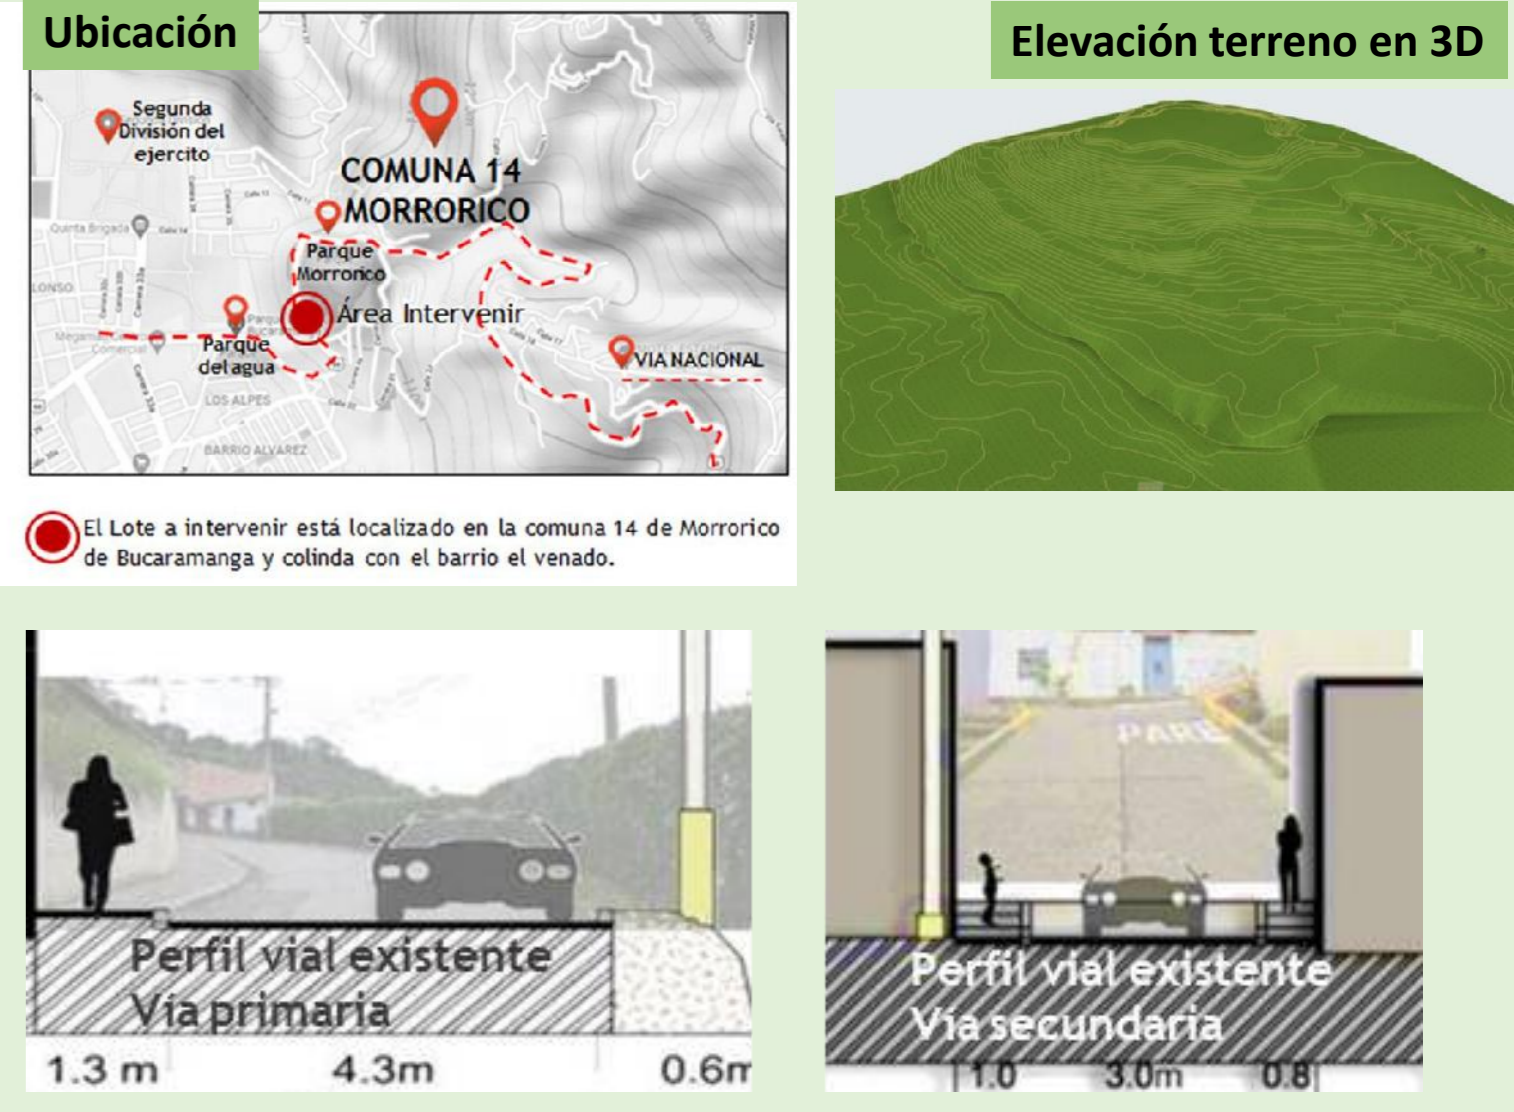 Ubicación
Elevación terreno en 3D
Segunda
División del
ejercito
COMUNA 14
MORRORICO
Quinta Brigada
Parque
Morrorico
Área Intervenir
Parque
del agua
VIA NACIONAL
LOS ALPES
BARRIO ALVAREZ
El Lote a intervenir está localizado en la comuna 14 de Morrorico
de Bucaramanga y colinda con el barrio el venado.
PARE
Perfil vial existente
Vía primaria
1.3 m 4.3m 0.6m
Perfil vial existente
Vía secundaria
1.0 3.0m 0.8